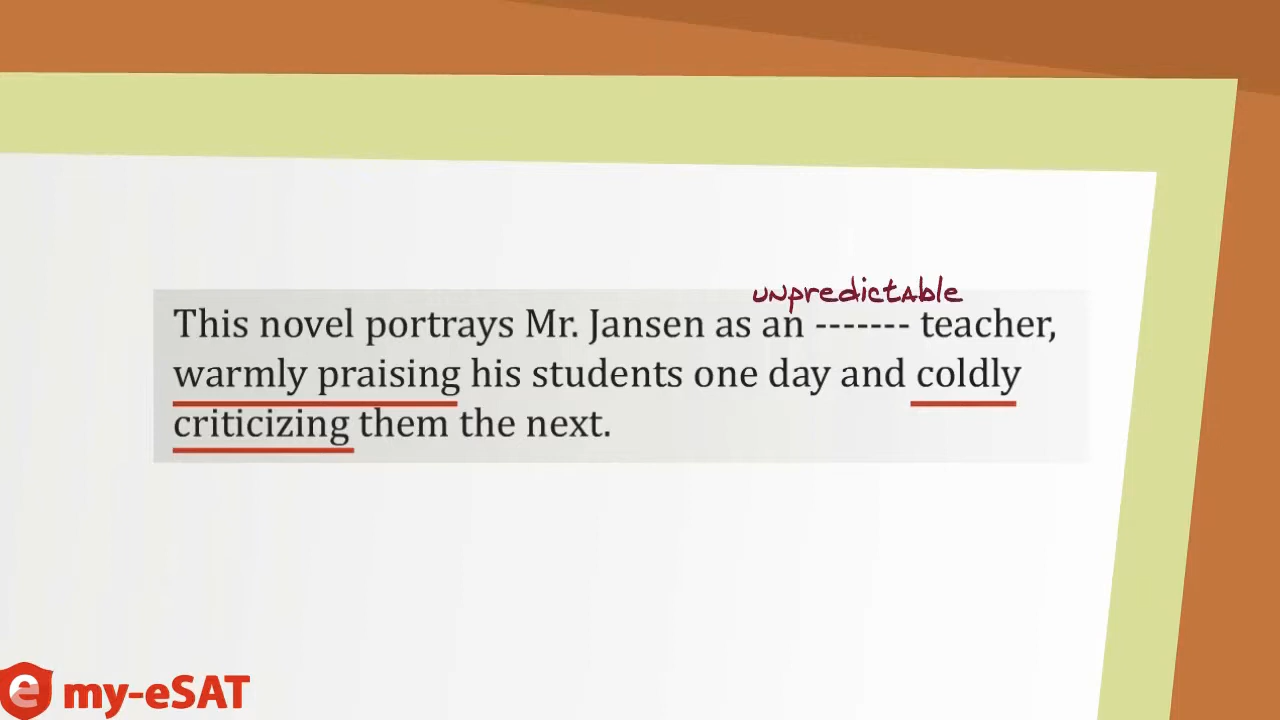 unpredictable
This novel portrays Mr. Jansen as an ------- teacher,
warmly praising his students one day and coldly
criticizing them the next.
e my-eSAT